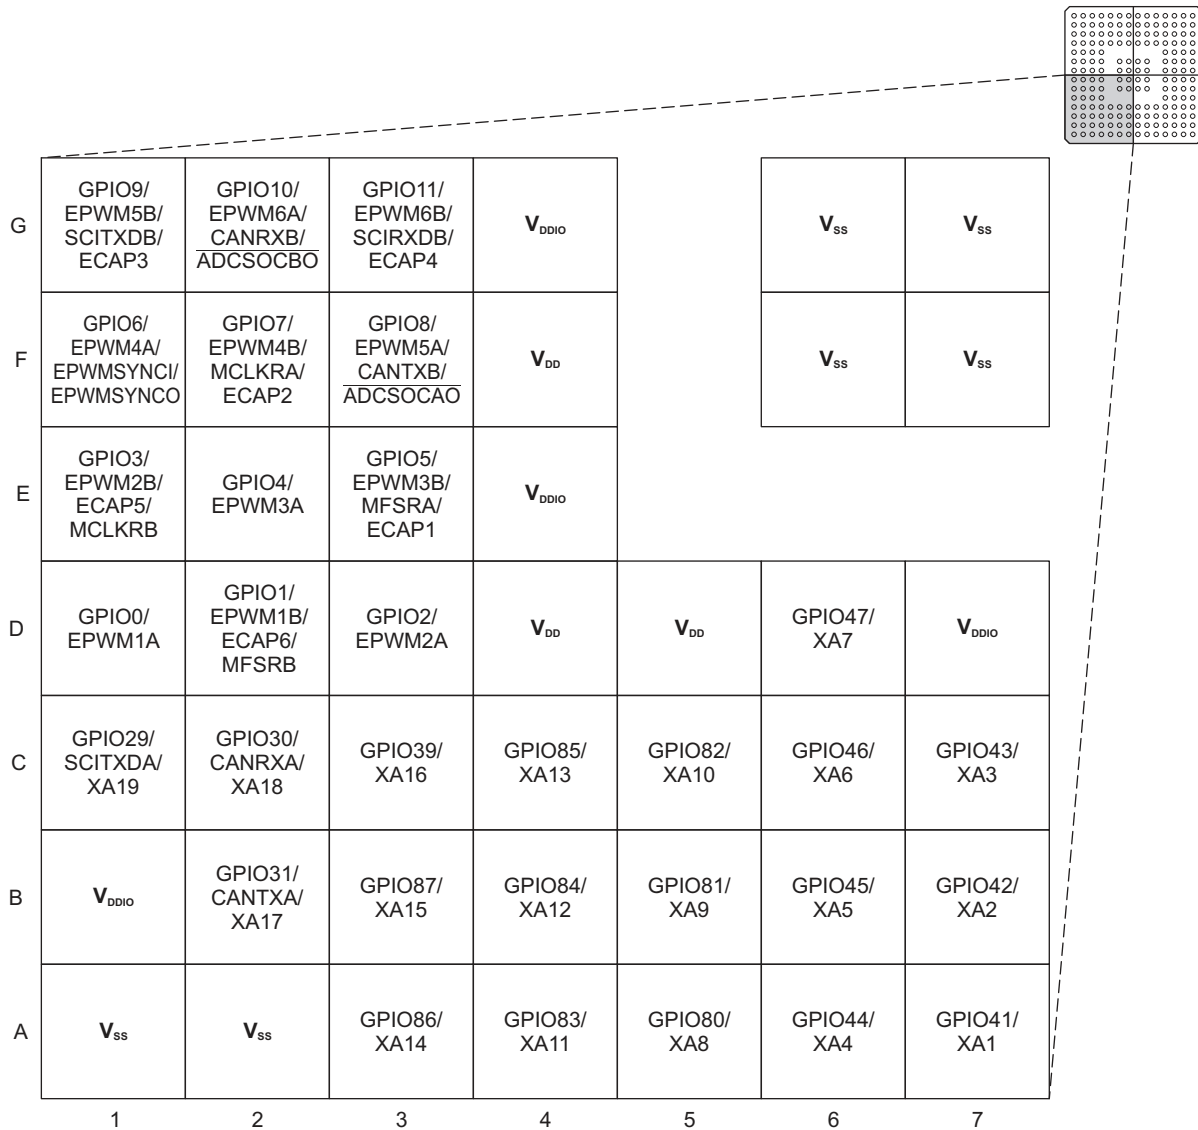 G
GPIO9/
EPWM5B/
SCITXDB/
ECAP3
GPIO10/
EPWM6A/
CANRXB/
ADCSOCBO
GPIO11/
EPWM6B/
SCIRXDB/
ECAP4
VDDIO
VSS
VSS
F
GPIO6/
EPWM4A/
EPWMSYNCI/
EPWMSYNCO
GPIO7/
EPWM4B/
MCLKRA/
ECAP2
GPIO8/
EPWM5A/
CANTXB/
ADCSOCAO
VDD
VSS
VSS
E
GPIO3/
EPWM2B/
ECAP5/
MCLKRB
GPIO4/
EPWM3A
GPIO5/
EPWM3B/
MFSRA/
ECAP1
VDDIO
D
GPIO0/
EPWM1A
GPIO1/
EPWM1B/
ECAP6/
MFSRB
GPIO2/
EPWM2A
VDD
VDD
GPIO47/
XA7
VDDIO
C
GPIO29/
SCITXDA/
XA19
GPIO30/
CANRXA/
XA18
GPIO39/
XA16
GPIO85/
XA13
GPIO82/
XA10
GPIO46/
XA6
GPIO43/
XA3
B
VDDIO
GPIO31/
CANTXA/
XA17
GPIO87/
XA15
GPIO84/
XA12
GPIO81/
XA9
GPIO45/
XA5
GPIO42/
XA2
A
VSS
VSS
GPIO86/
XA14
GPIO83/
XA11
GPIO80/
XA8
GPIO44/
XA4
GPIO41/
XA1
1 2 3 4 5 6 7